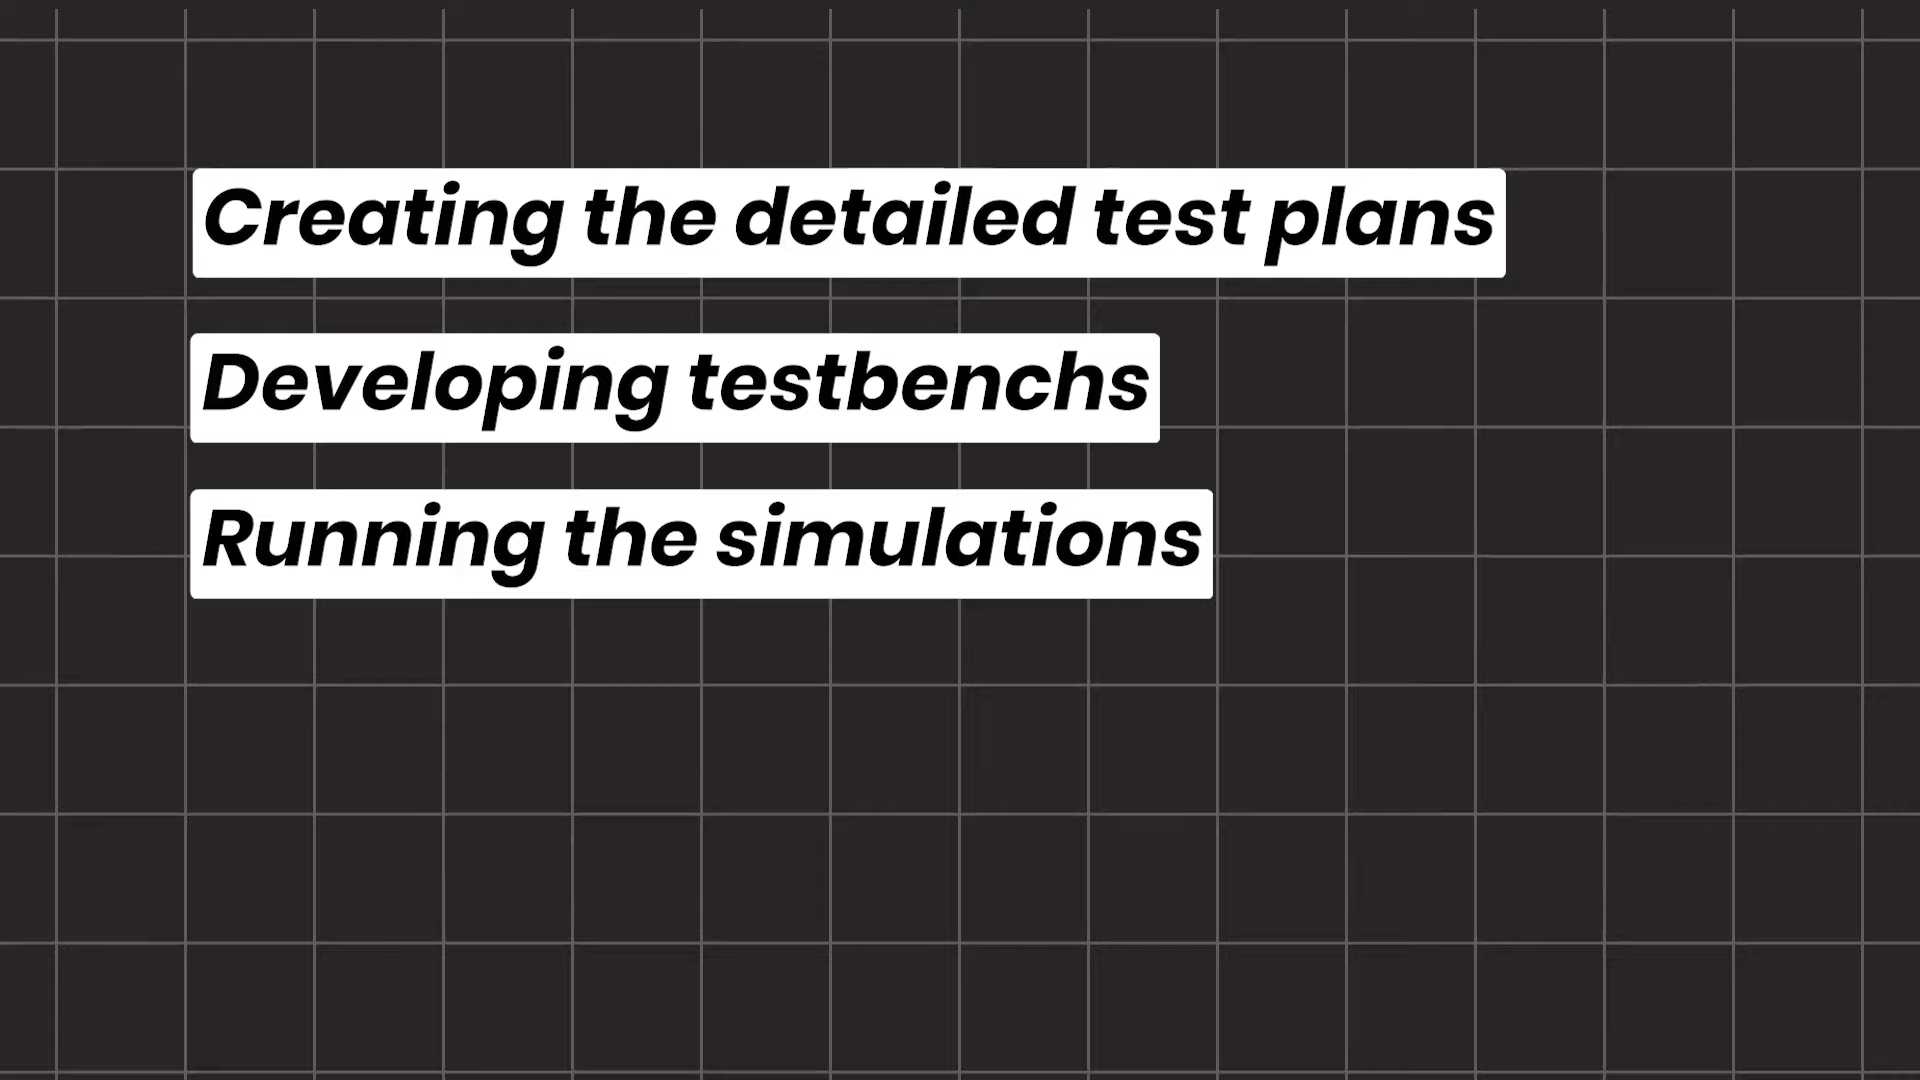 Creating the detailed test plans
Developing testbenchs
Running the simulations